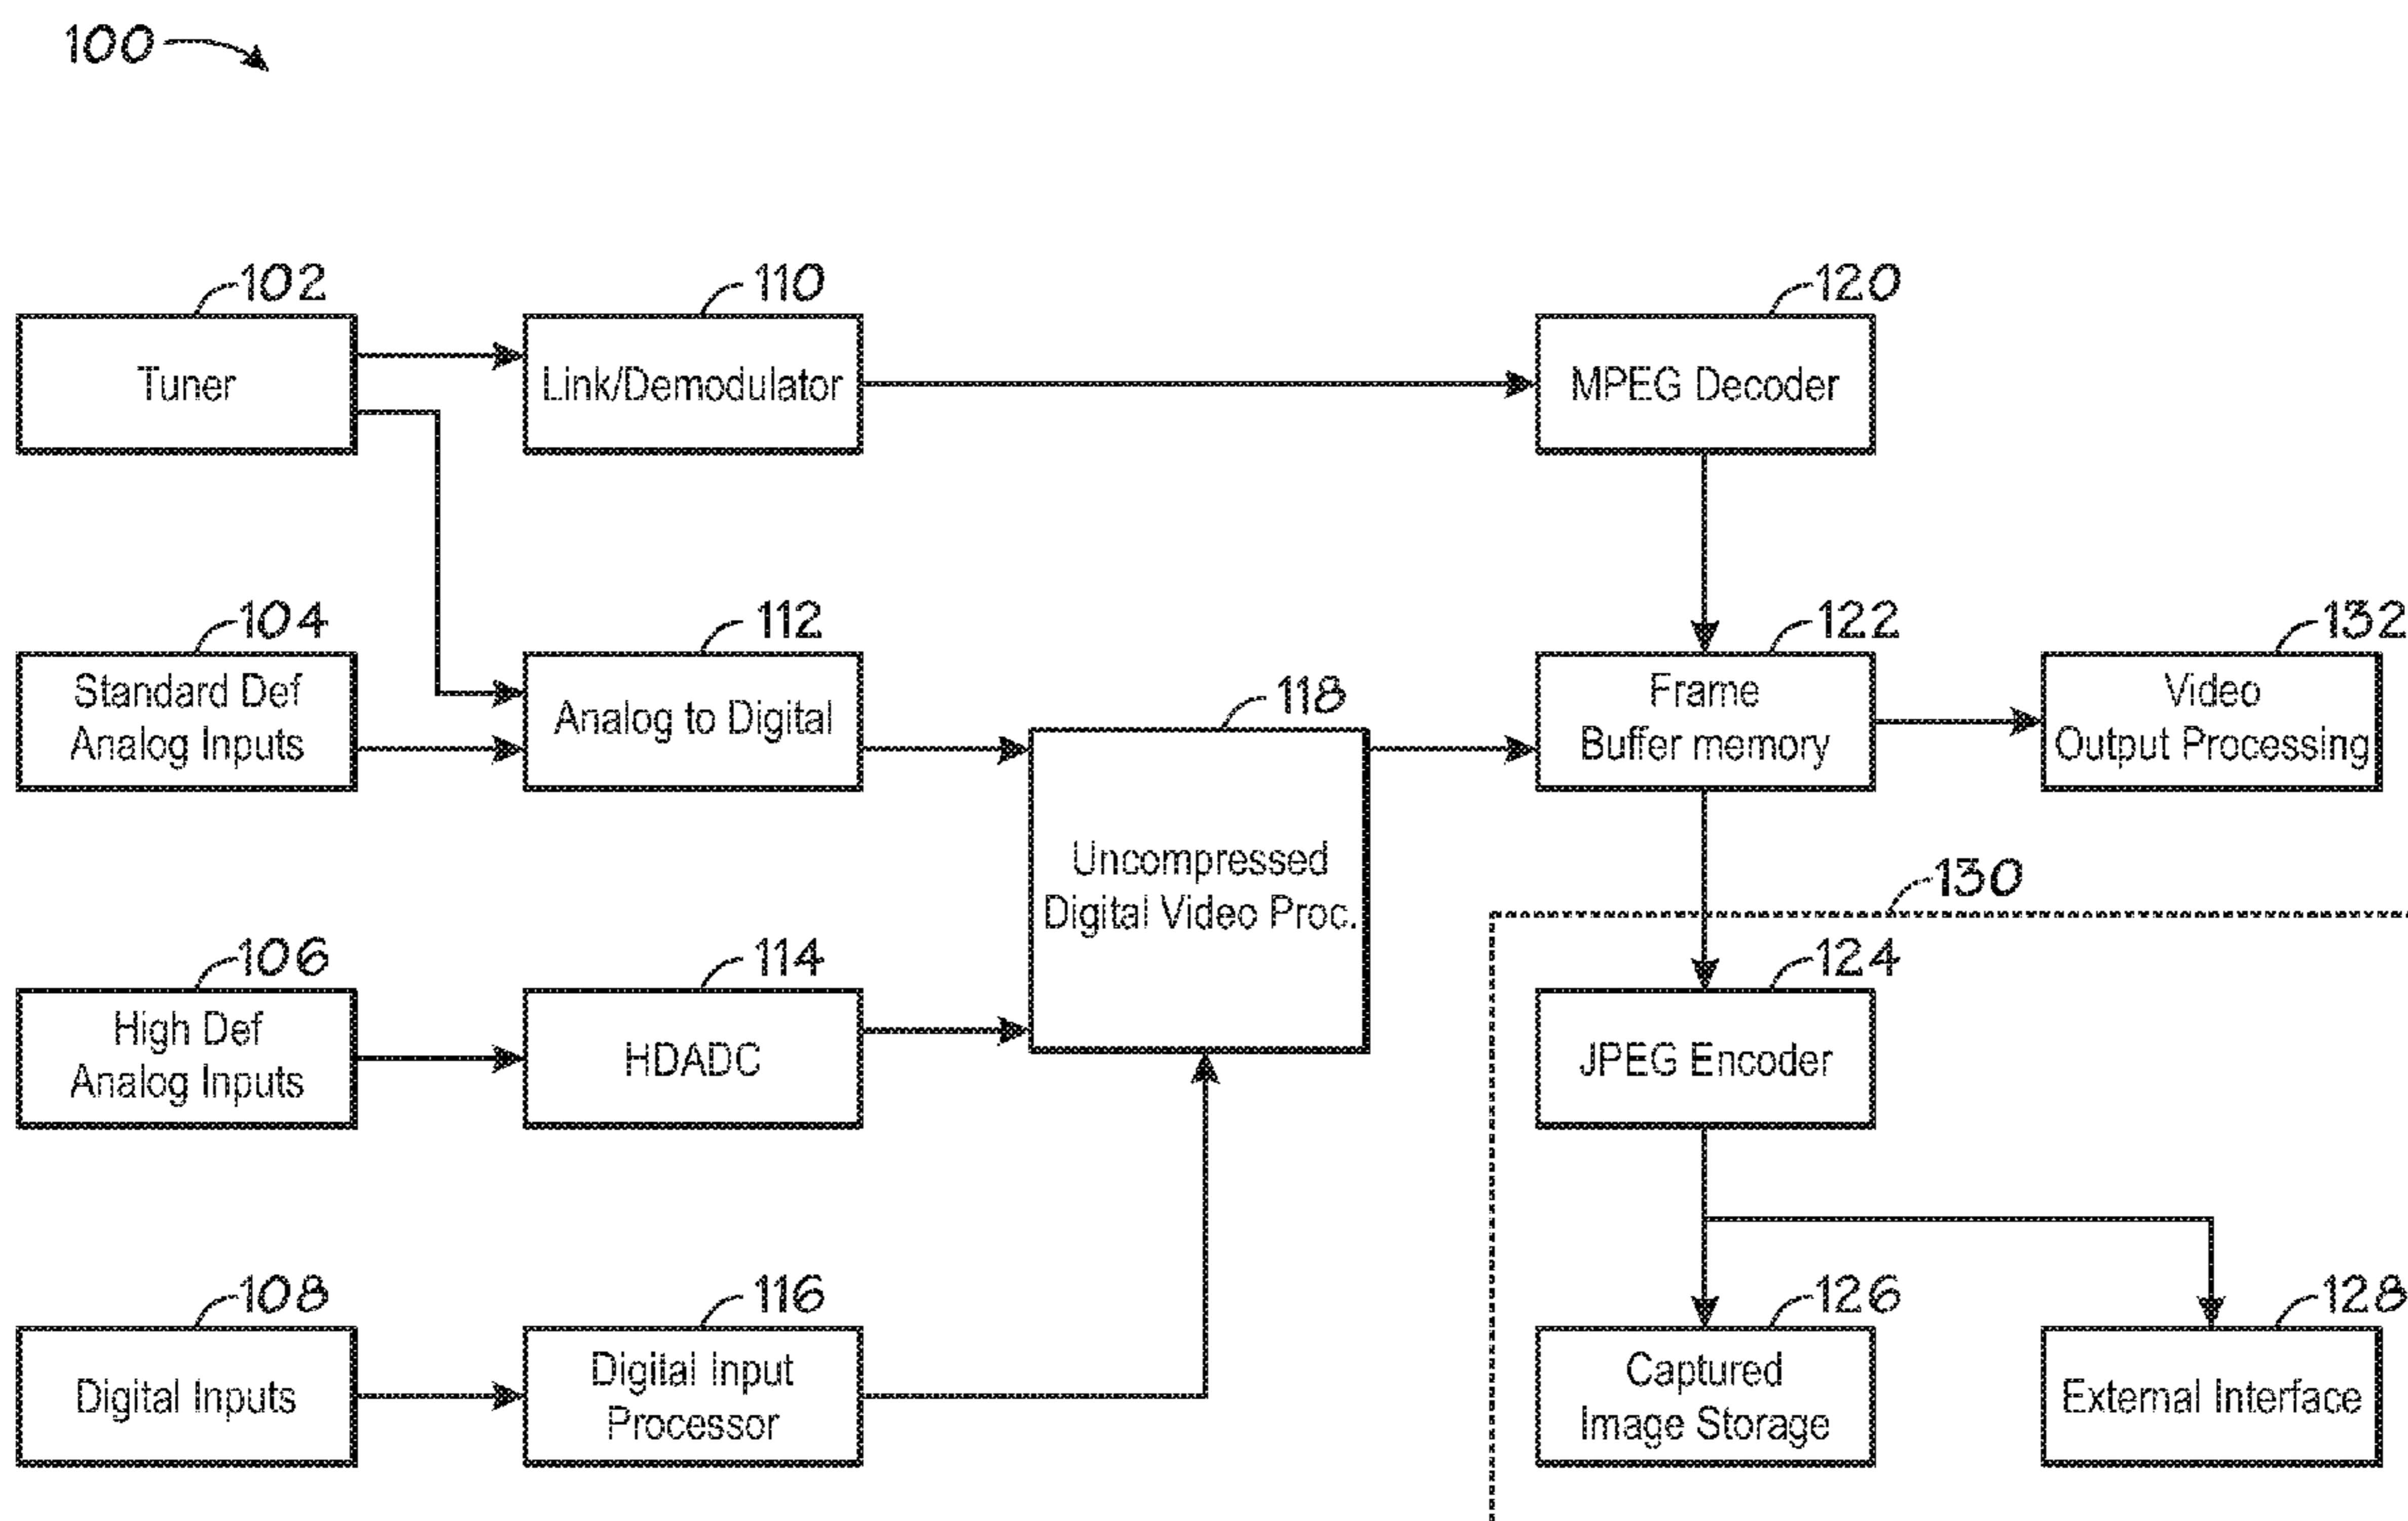 100
102
110
120
Tuner
Link/Demodulator
MPEG Decoder
104
112
122
132
Standard Def
Analog Inputs
Analog to Digital
118
Frame
Buffer memory
Video
Output Processing
Uncompressed
Digital Video Proc.
130
106
114
124
High Def
Analog Inputs
HDADC
JPEG Encoder
108
116
126
128
Digital Inputs
Digital Input
Processor
Captured
Image Storage
External Interface